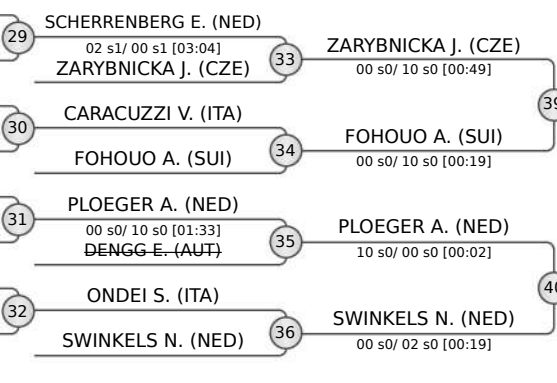 29
SCHERRENBERG E. (NED)
02 s1/ 00 s1 [03:04]
ZARYBNICKA J. (CZE)
33
ZARYBNICKA J. (CZE)
00 s0/ 10 s0 [00:49]
30
CARACUZZI V. (ITA)
FOHOUO A. (SUI)
34
FOHOUO A. (SUI)
00 s0/ 10 s0 [00:19]
39
31
PLOEGER A. (NED)
00 s0/ 10 s0 [01:33]
DENGG E. (AUT)
35
PLOEGER A. (NED)
10 s0/ 00 s0 [00:02]
32
ONDEI S. (ITA)
SWINKELS N. (NED)
36
SWINKELS N. (NED)
00 s0/ 02 s0 [00:19]
40